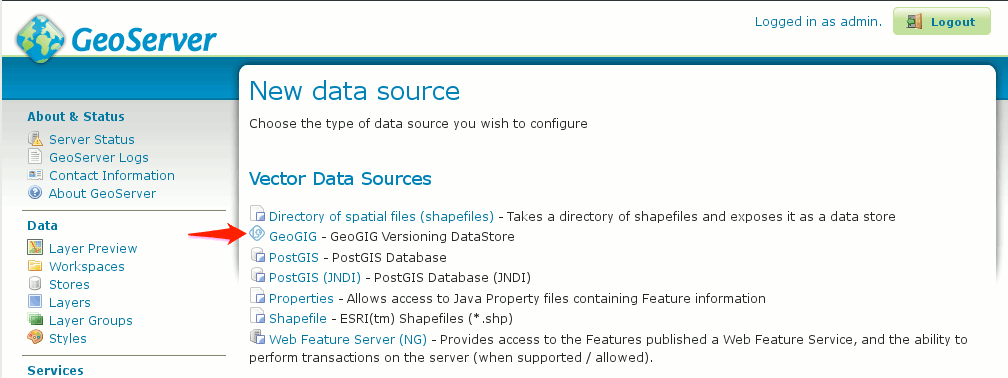 Logged in as admin.
Logout
GeoServer
New data source
Choose the type of data source you wish to configure
About & Status
Server Status
GeoServer Logs
Contact Information
About GeoServer
Data
Layer Preview
Workspaces
Stores
Layers
Layer Groups
Styles
Services
Vector Data Sources
Directory of spatial files (shapefiles) - Takes a directory of shapefiles and exposes it as a data store
GeoGIG - GeoGIG Versioning DataStore
PostGIS - PostGIS Database
PostGIS (JNDI) - PostGIS Database (JNDI)
Properties - Allows access to Java Property files containing Feature information
Shapefile - ESRI(tm) Shapefiles (*.shp)
Web Feature Server (NG) - Provides access to the Features published a Web Feature Service, and the ability to
perform transactions on the server (when supported / allowed).